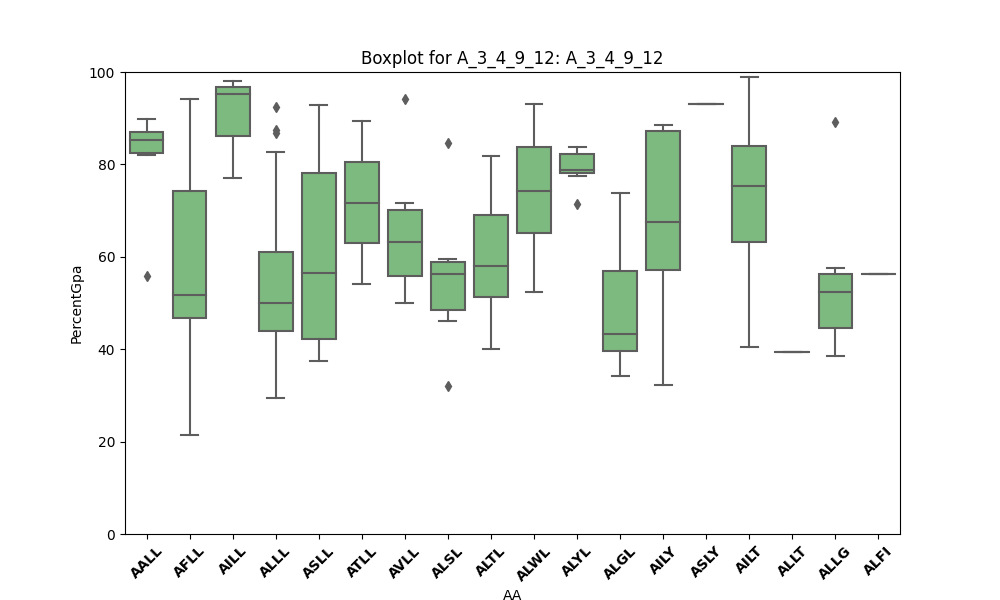 Boxplot for A_3_4_9_12: A_3_4_9_12
PercentGpa
100
80
60
40
20
0
AALL AFLL AILL ALLL ASLL ATLL AVLL ALSL ALTL ALWL ALYL ALGL AILY ASLY AILT ALLT ALLG ALFI
AA